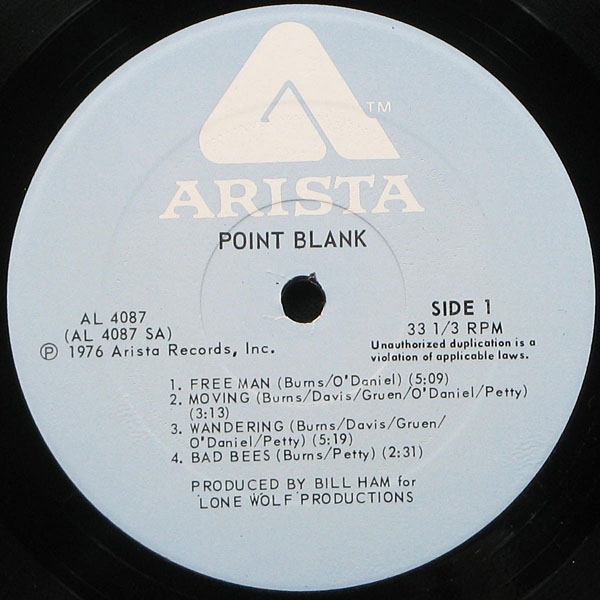 TM
ARISTA
POINT BLANK
AL 4087
(AL 4087 SA)
Ⓟ 1976 Arista Records, Inc.
SIDE 1
33 1/3 RPM
Unauthorized duplication is a
violation of applicable laws.
1. FREE MAN (Burns/O'Daniel) (5:09)
2. MOVING (Burns/Davis/Gruen/O'Daniel/Petty)
(3:13)
3. WANDERING (Burns/Davis/Gruen/
O'Daniel/Petty) (5:19)
4. BAD BEES (Burns/Petty) (2:31)
PRODUCED BY BILL HAM for
LONE WOLF PRODUCTIONS